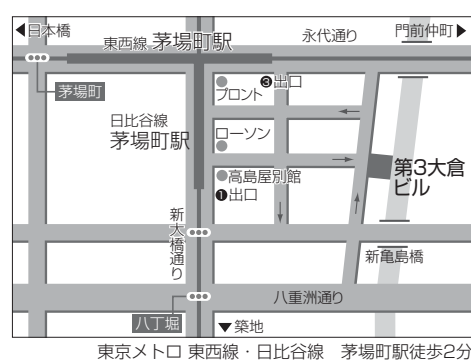 ◀日本橋
東西線 茅場町駅
永代通り
門前仲町▶
茅場町
プロント
❸出口
日比谷線
茅場町駅
ローソン
高島屋別館
❶出口
第3大倉
ビル
新大橋通り
新亀島橋
八重洲通り
八丁堀
▼築地
東京メトロ 東西線・日比谷線　茅場町駅徒歩2分